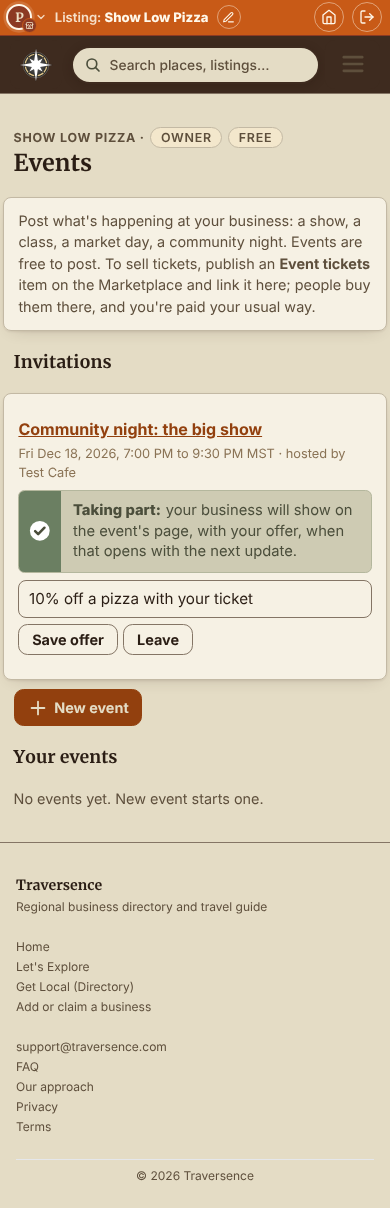 P
Listing: Show Low Pizza
Search places, listings...
SHOW LOW PIZZA · OWNER FREE
Events
Post what's happening at your business: a show, a
class, a market day, a community night. Events are
free to post. To sell tickets, publish an Event tickets
item on the Marketplace and link it here; people buy
them there, and you're paid your usual way.
Invitations
Community night: the big show
Fri Dec 18, 2026, 7:00 PM to 9:30 PM MST · hosted by
Test Cafe
Taking part: your business will show on
the event's page, with your offer, when
that opens with the next update.
10% off a pizza with your ticket
Save offer Leave
New event
Your events
No events yet. New event starts one.
Traversence
Regional business directory and travel guide
Home
Let's Explore
Get Local (Directory)
Add or claim a business
support@traversence.com
FAQ
Our approach
Privacy
Terms
© 2026 Traversence